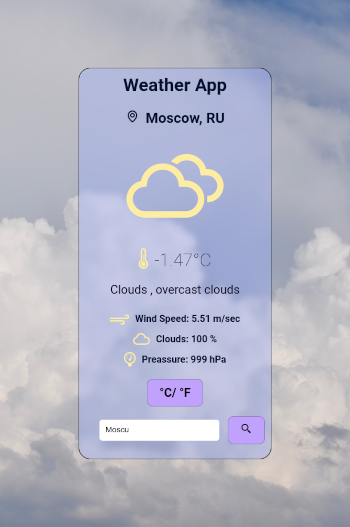 Weather App
Moscow, RU
-1.47°C
Clouds , overcast clouds
Wind Speed: 5.51 m/sec
Clouds: 100 %
Preassure: 999 hPa
°C/ °F
Moscu